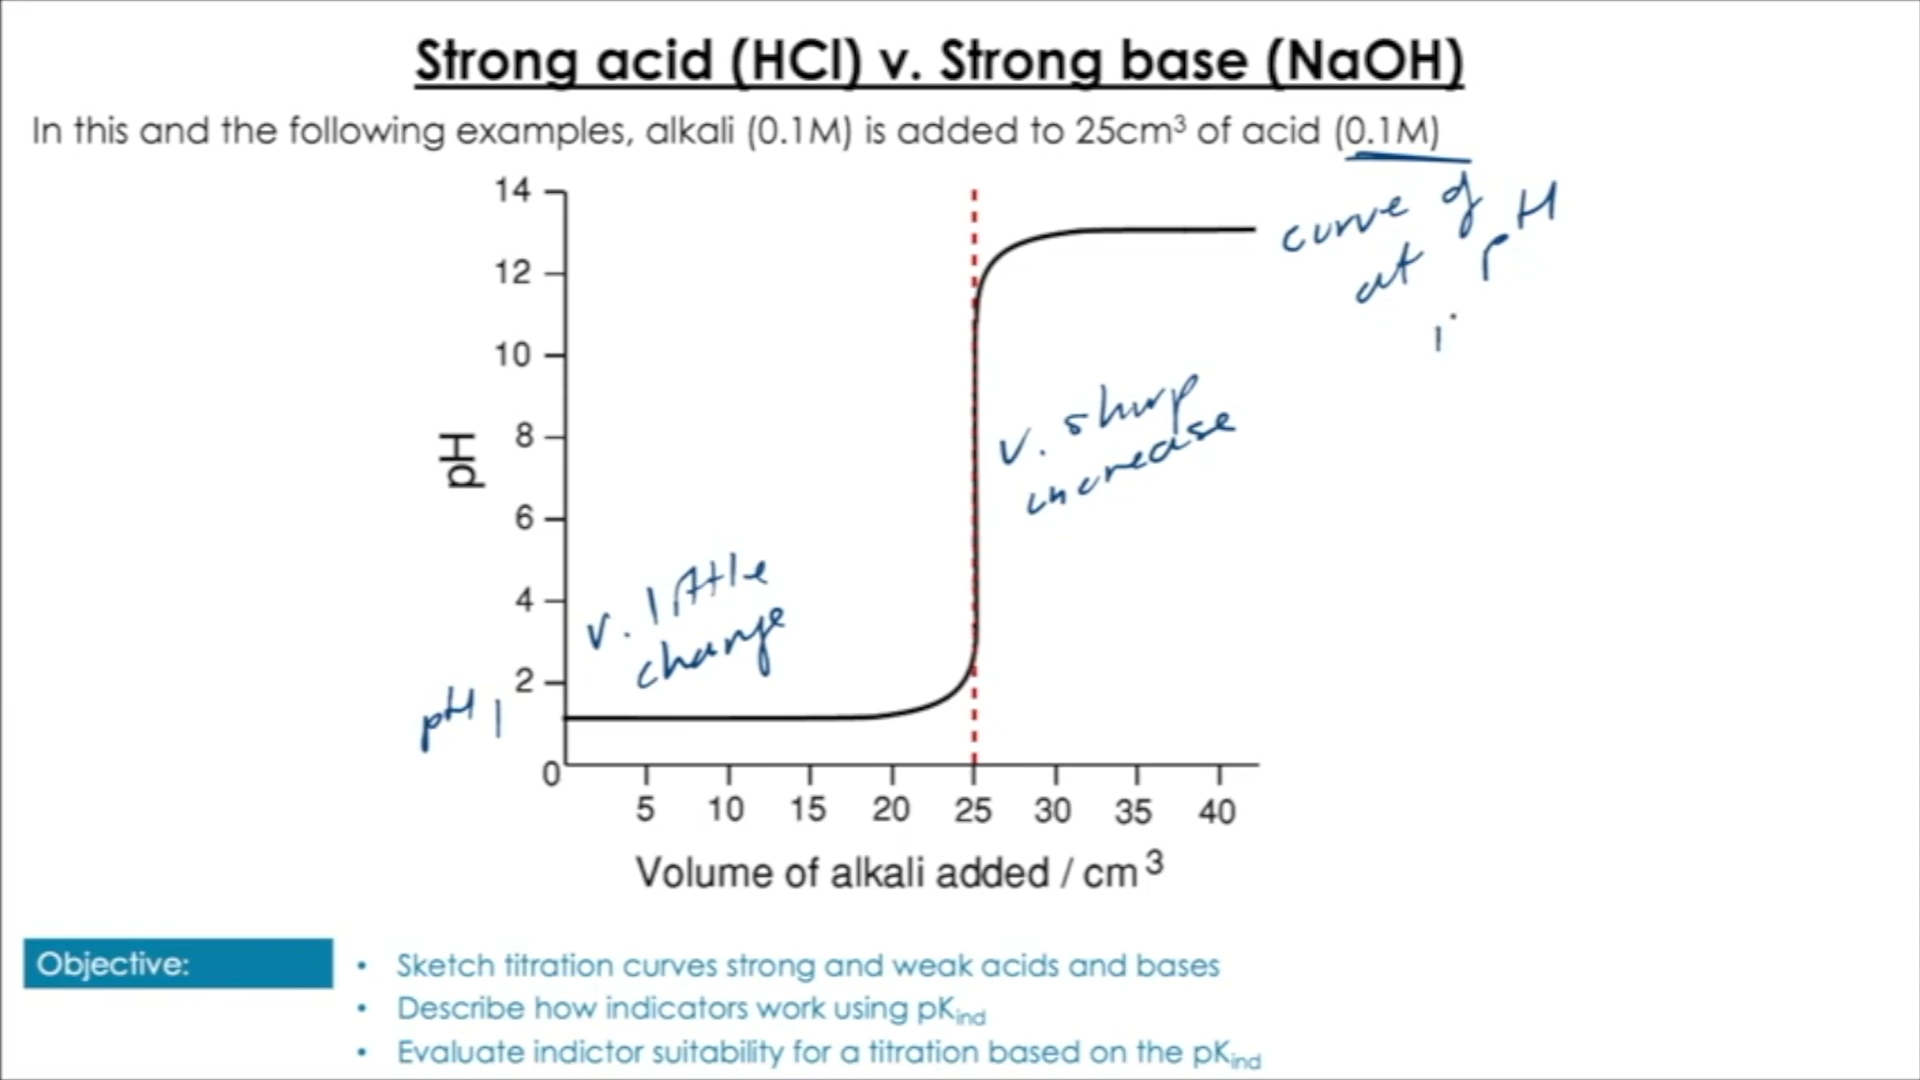 Strong acid (HCl) v. Strong base (NaOH)
In this and the following examples, alkali (0.1M) is added to 25cm³ of acid (0.1M)
14
12
10
8
6
4
2
0
pH
5 10 15 20 25 30 35 40
Volume of alkali added / cm³
pH 1
v. little
change
v. sharp
increase
curve
at pH
Objective:
• Sketch titration curves strong and weak acids and bases
• Describe how indicators work using pKind
• Evaluate indictor suitability for a titration based on the pKind